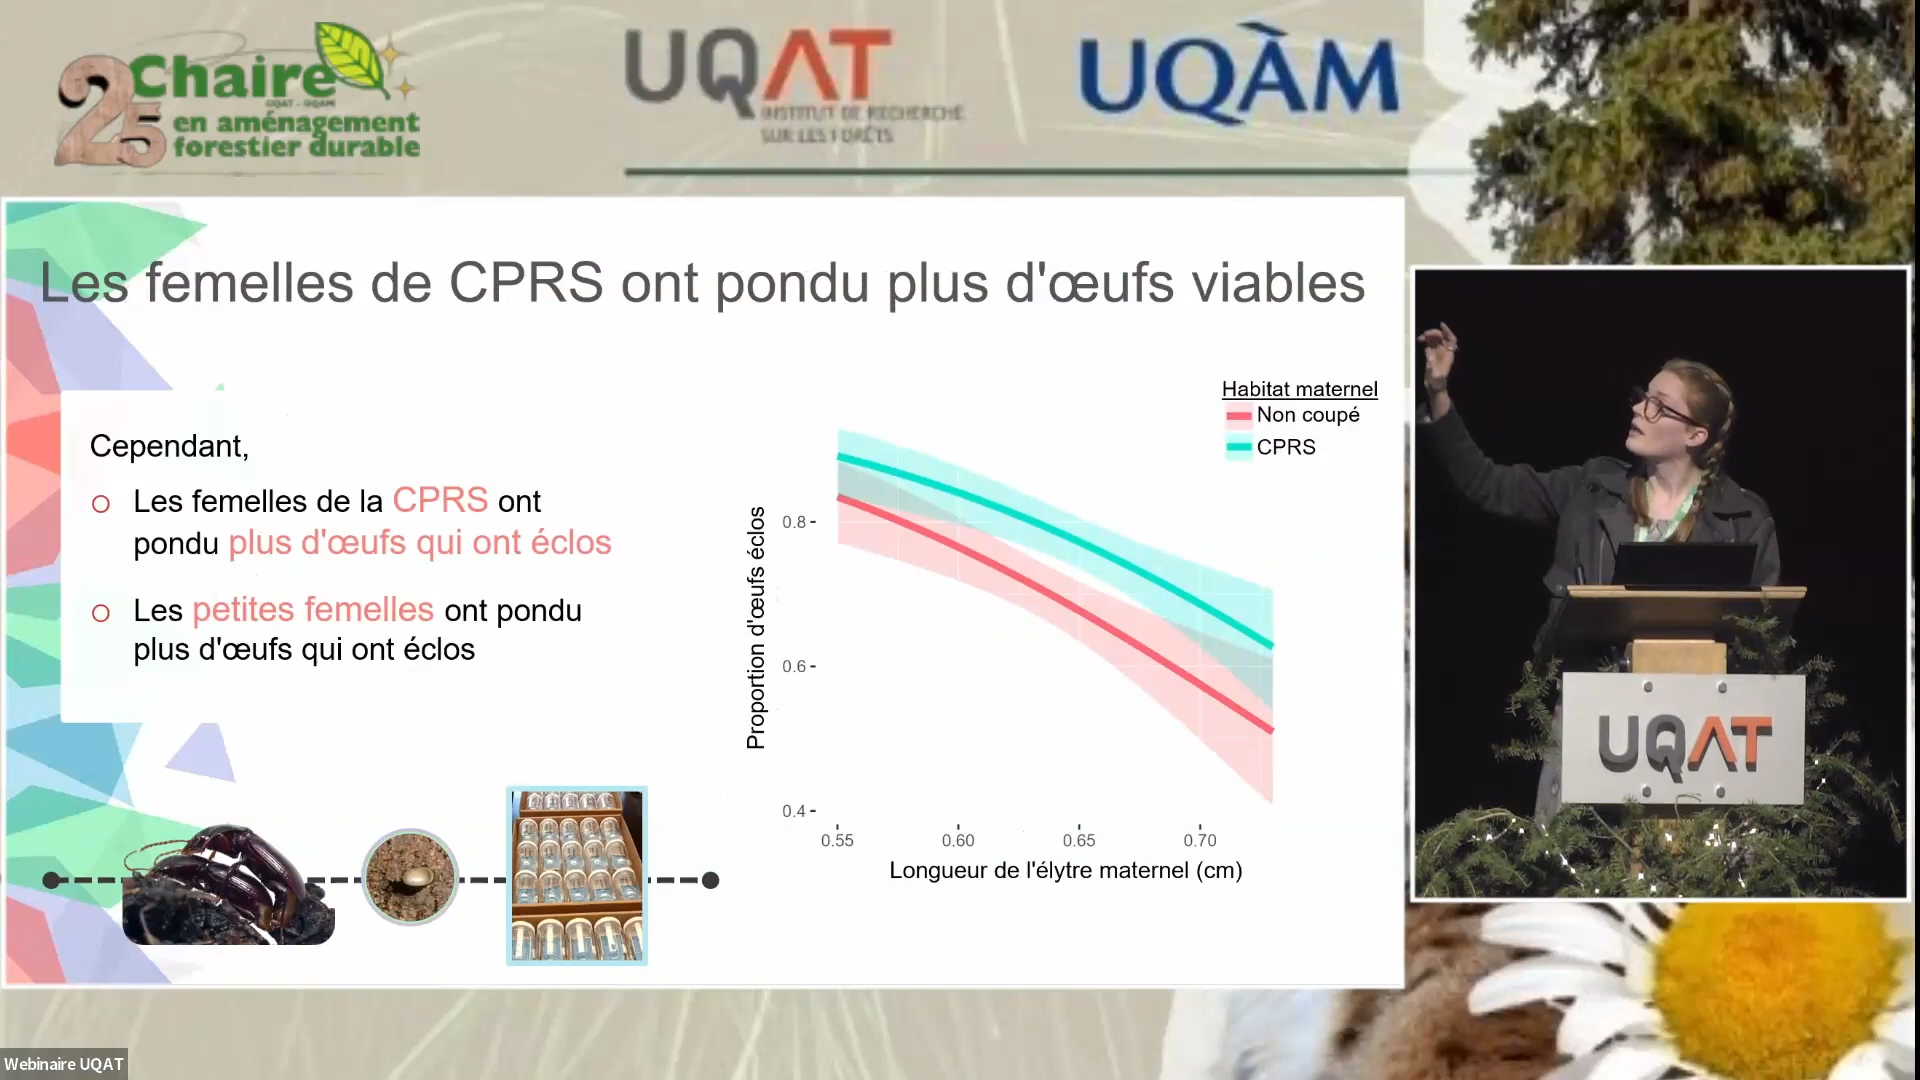 25 Chaire
UQAT - UQAM
en aménagement
forestier durable
UQAT
INSTITUT DE RECHERCHE
SUR LES FORÊTS
UQÀM
Les femelles de CPRS ont pondu plus d'œufs viables
Cependant,
Les femelles de la CPRS ont
pondu plus d'œufs qui ont éclos
Les petites femelles ont pondu
plus d'œufs qui ont éclos
Habitat maternel
Non coupé
CPRS
Proportion d'œufs éclos
0.8
0.6
0.4
0.55 0.60 0.65 0.70
Longueur de l'élytre maternel (cm)
UQAT
Webinaire UQAT